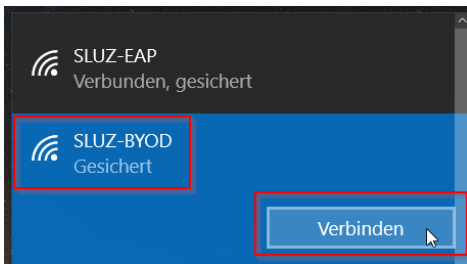 SLUZ-EAP
Verbunden, gesichert
SLUZ-BYOD
Gesichert
Verbinden